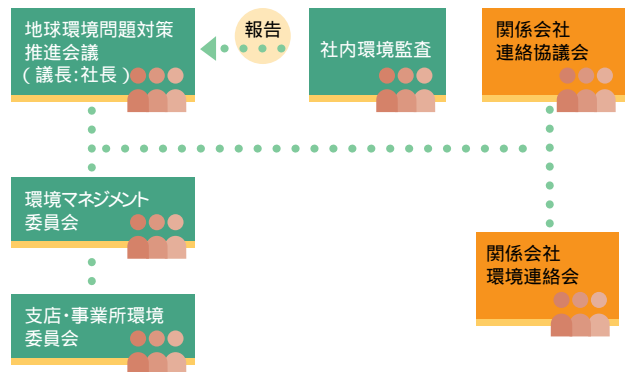 地球環境問題対策
推進会議
(議長:社長)
報告
社内環境監査
関係会社
連絡協議会
環境マネジメント
委員会
関係会社
環境連絡会
支店・事業所環境
委員会